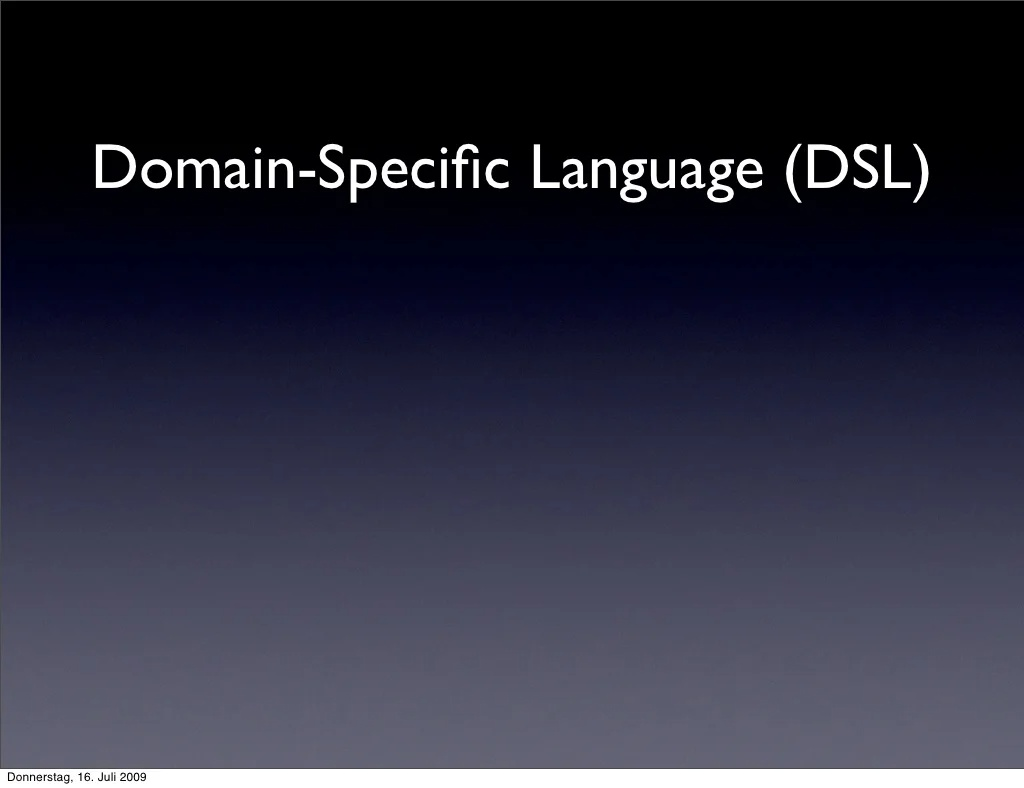 Domain-Specific Language (DSL)
Donnerstag, 16. Juli 2009